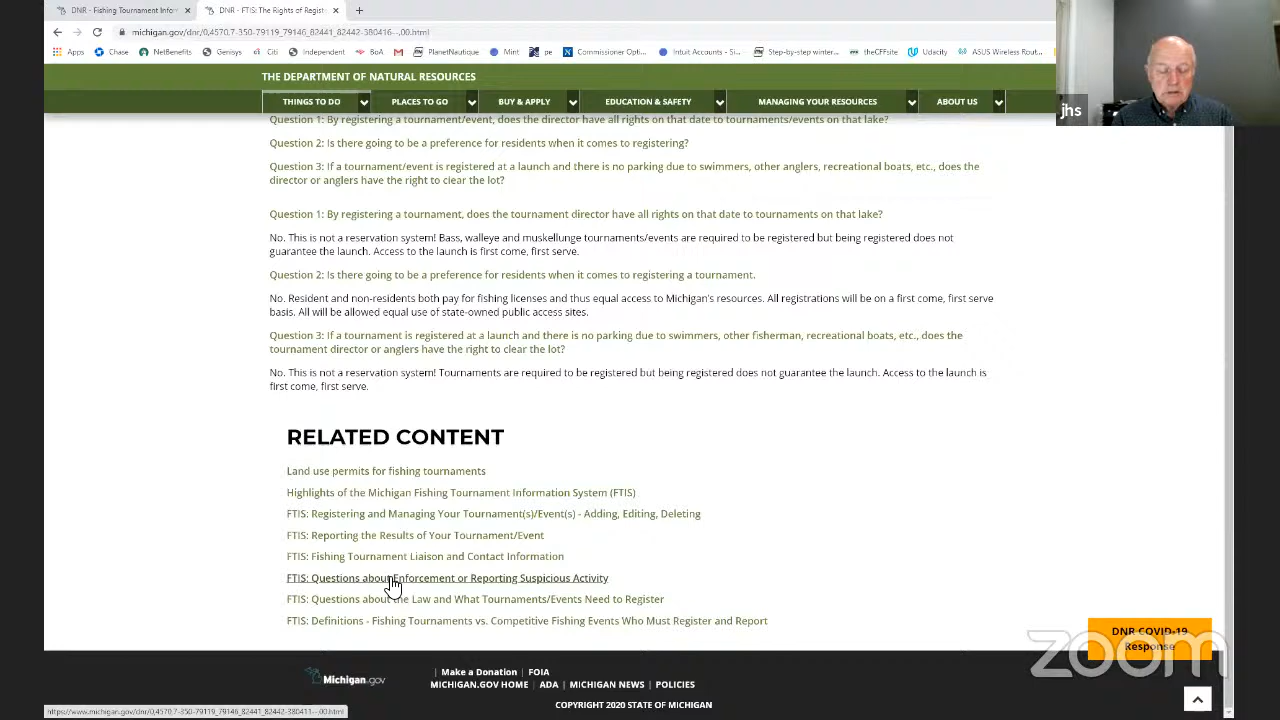 DNR - Fishing Tournament Infor
DNR - FTIS: The Rights of Regist
michigan.gov/dnr/0,4570,7-350-79119_79146_82441_82442-380416--,00.html
Apps Chase NetBenefits Genisys Citi Independent BoA PlanetNautique Mint pe Commissioner Opti... Intuit Accounts - Si... Step-by-step winter... theCFFsite Udacity ASUS Wireless Rout...
THE DEPARTMENT OF NATURAL RESOURCES
THINGS TO DO PLACES TO GO BUY & APPLY EDUCATION & SAFETY MANAGING YOUR RESOURCES ABOUT US
jhs
Question 1: By registering a tournament/event, does the director have all rights on that date to tournaments/events on that lake?
Question 2: Is there going to be a preference for residents when it comes to registering?
Question 3: If a tournament/event is registered at a launch and there is no parking due to swimmers, other anglers, recreational boats, etc., does the
director or anglers have the right to clear the lot?
Question 1: By registering a tournament, does the tournament director have all rights on that date to tournaments on that lake?
No. This is not a reservation system! Bass, walleye and muskellunge tournaments/events are required to be registered but being registered does not
guarantee the launch. Access to the launch is first come, first serve.
Question 2: Is there going to be a preference for residents when it comes to registering a tournament.
No. Resident and non-residents both pay for fishing licenses and thus equal access to Michigan's resources. All registrations will be on a first come, first serve
basis. All will be allowed equal use of state-owned public access sites.
Question 3: If a tournament is registered at a launch and there is no parking due to swimmers, other fisherman, recreational boats, etc., does the
tournament director or anglers have the right to clear the lot?
No. This is not a reservation system! Tournaments are required to be registered but being registered does not guarantee the launch. Access to the launch is
first come, first serve.
RELATED CONTENT
Land use permits for fishing tournaments
Highlights of the Michigan Fishing Tournament Information System (FTIS)
FTIS: Registering and Managing Your Tournament(s)/Event(s) - Adding, Editing, Deleting
FTIS: Reporting the Results of Your Tournament/Event
FTIS: Fishing Tournament Liaison and Contact Information
FTIS: Questions about Enforcement or Reporting Suspicious Activity
FTIS: Questions about the Law and What Tournaments/Events Need to Register
FTIS: Definitions - Fishing Tournaments vs. Competitive Fishing Events Who Must Register and Report
DNR COVID-19
Response
zoom
Michigan.gov
Make a Donation FOIA
MICHIGAN.GOV HOME ADA MICHIGAN NEWS POLICIES
COPYRIGHT 2020 STATE OF MICHIGAN
https://www.michigan.gov/dnr/0,4570,7-350-79119_79146_82441_82442-380411--,00.html